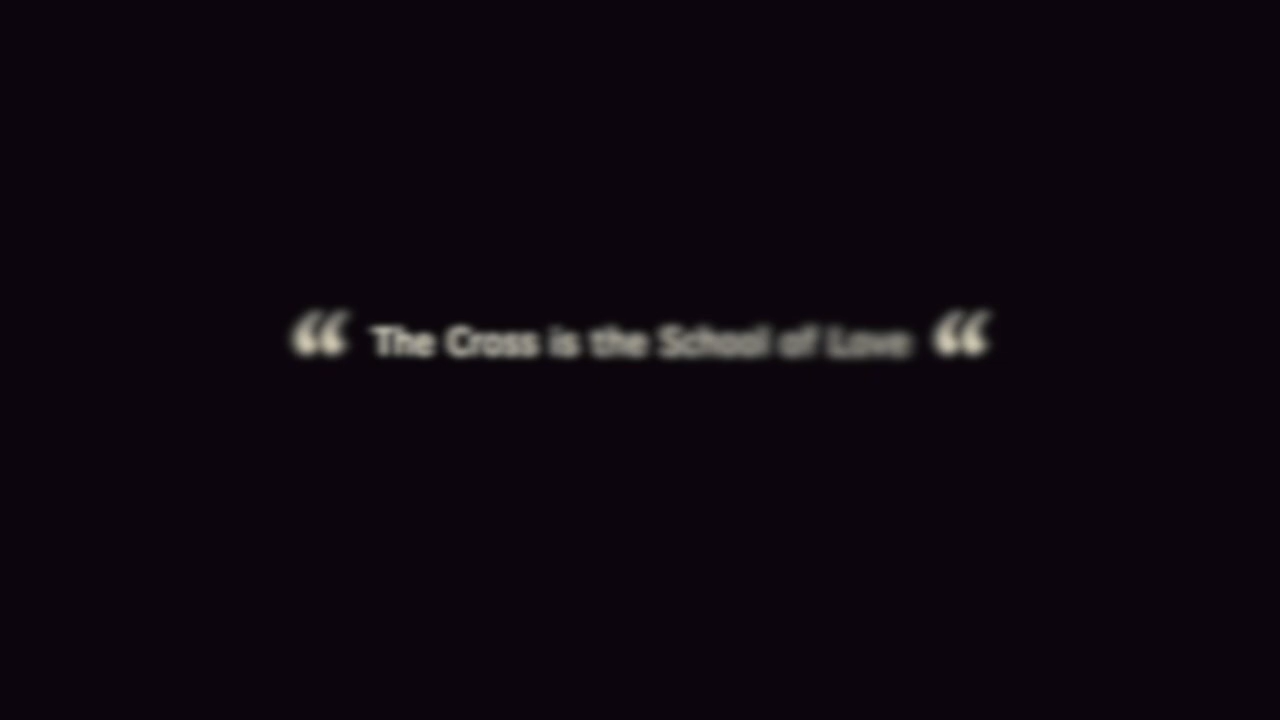 “ The Cross is the School of Love “